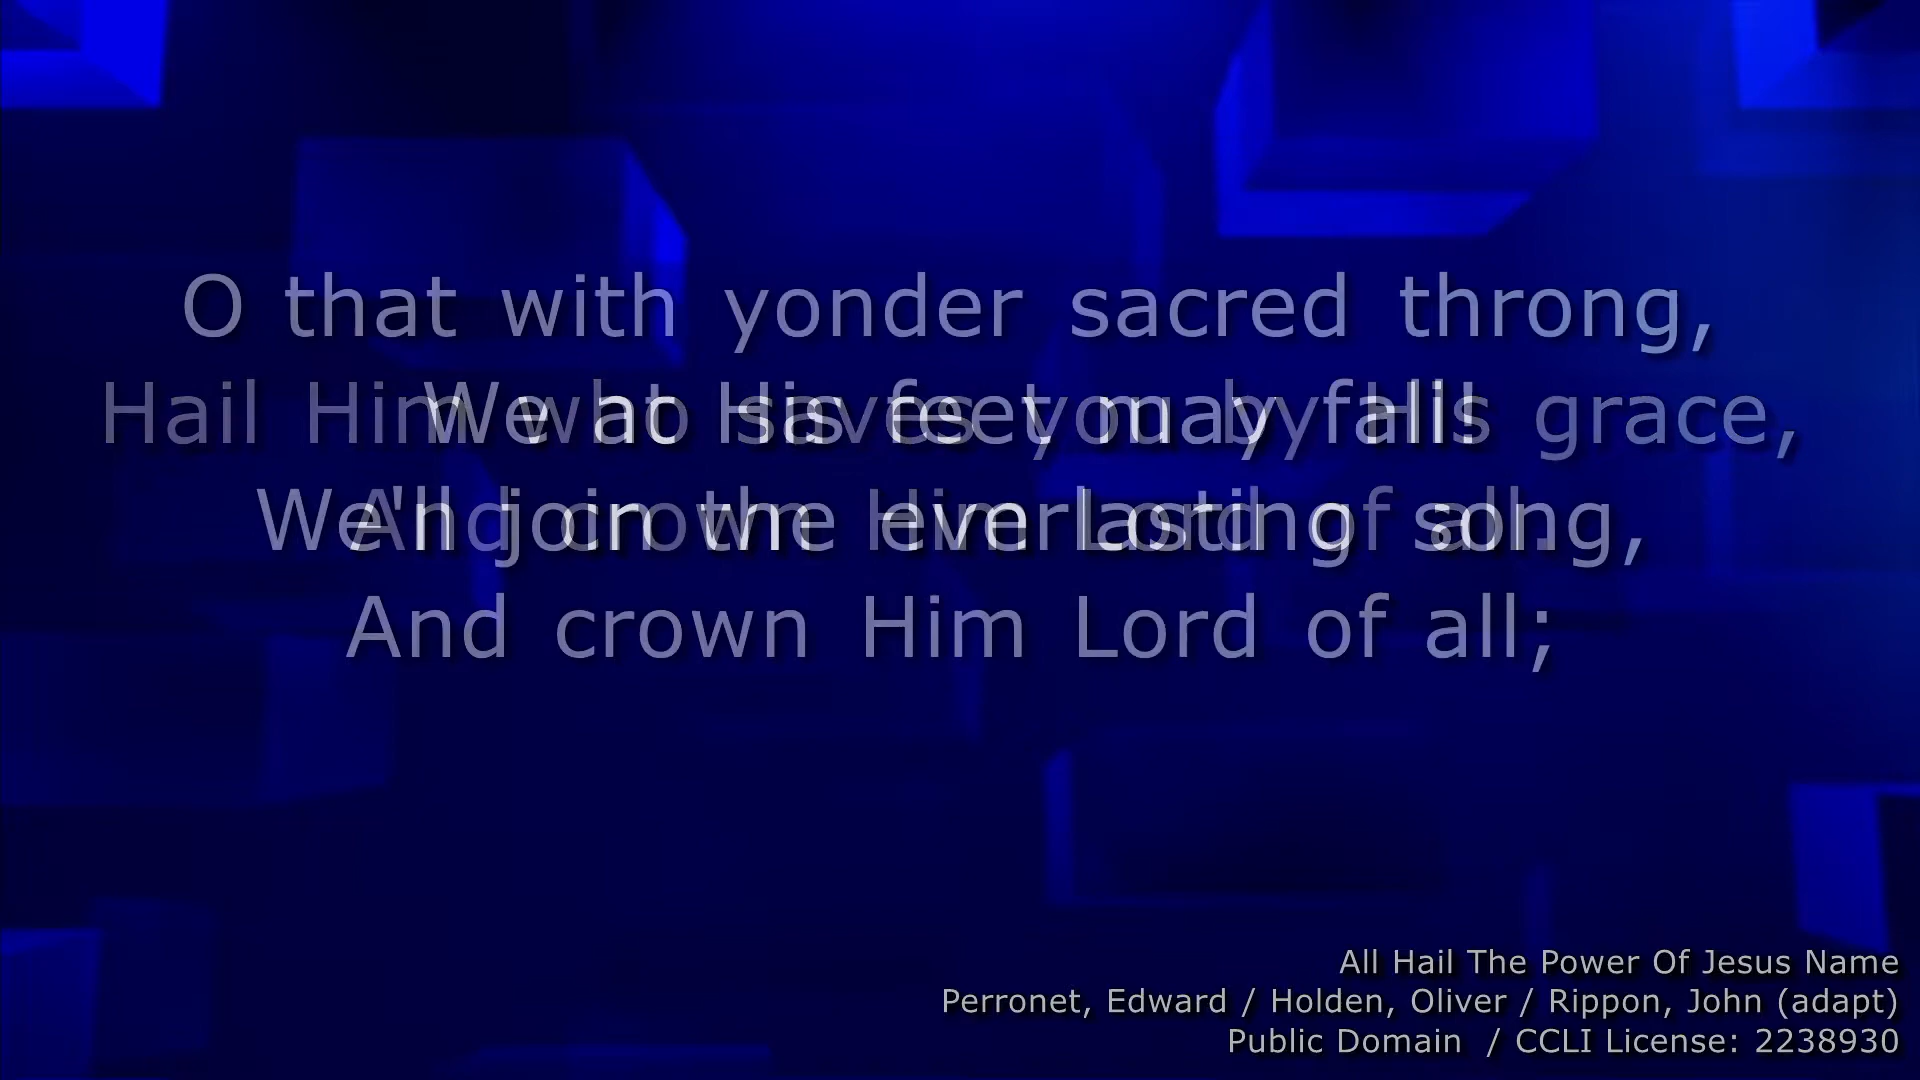 O that with yonder sacred throng,
Hail Him who saves you by His grace,
We at His feet may fall!
And crown Him Lord of all.
We'll join the everlasting song,
And crown Him Lord of all;
All Hail The Power Of Jesus Name
Perronet, Edward / Holden, Oliver / Rippon, John (adapt)
Public Domain / CCLI License: 2238930